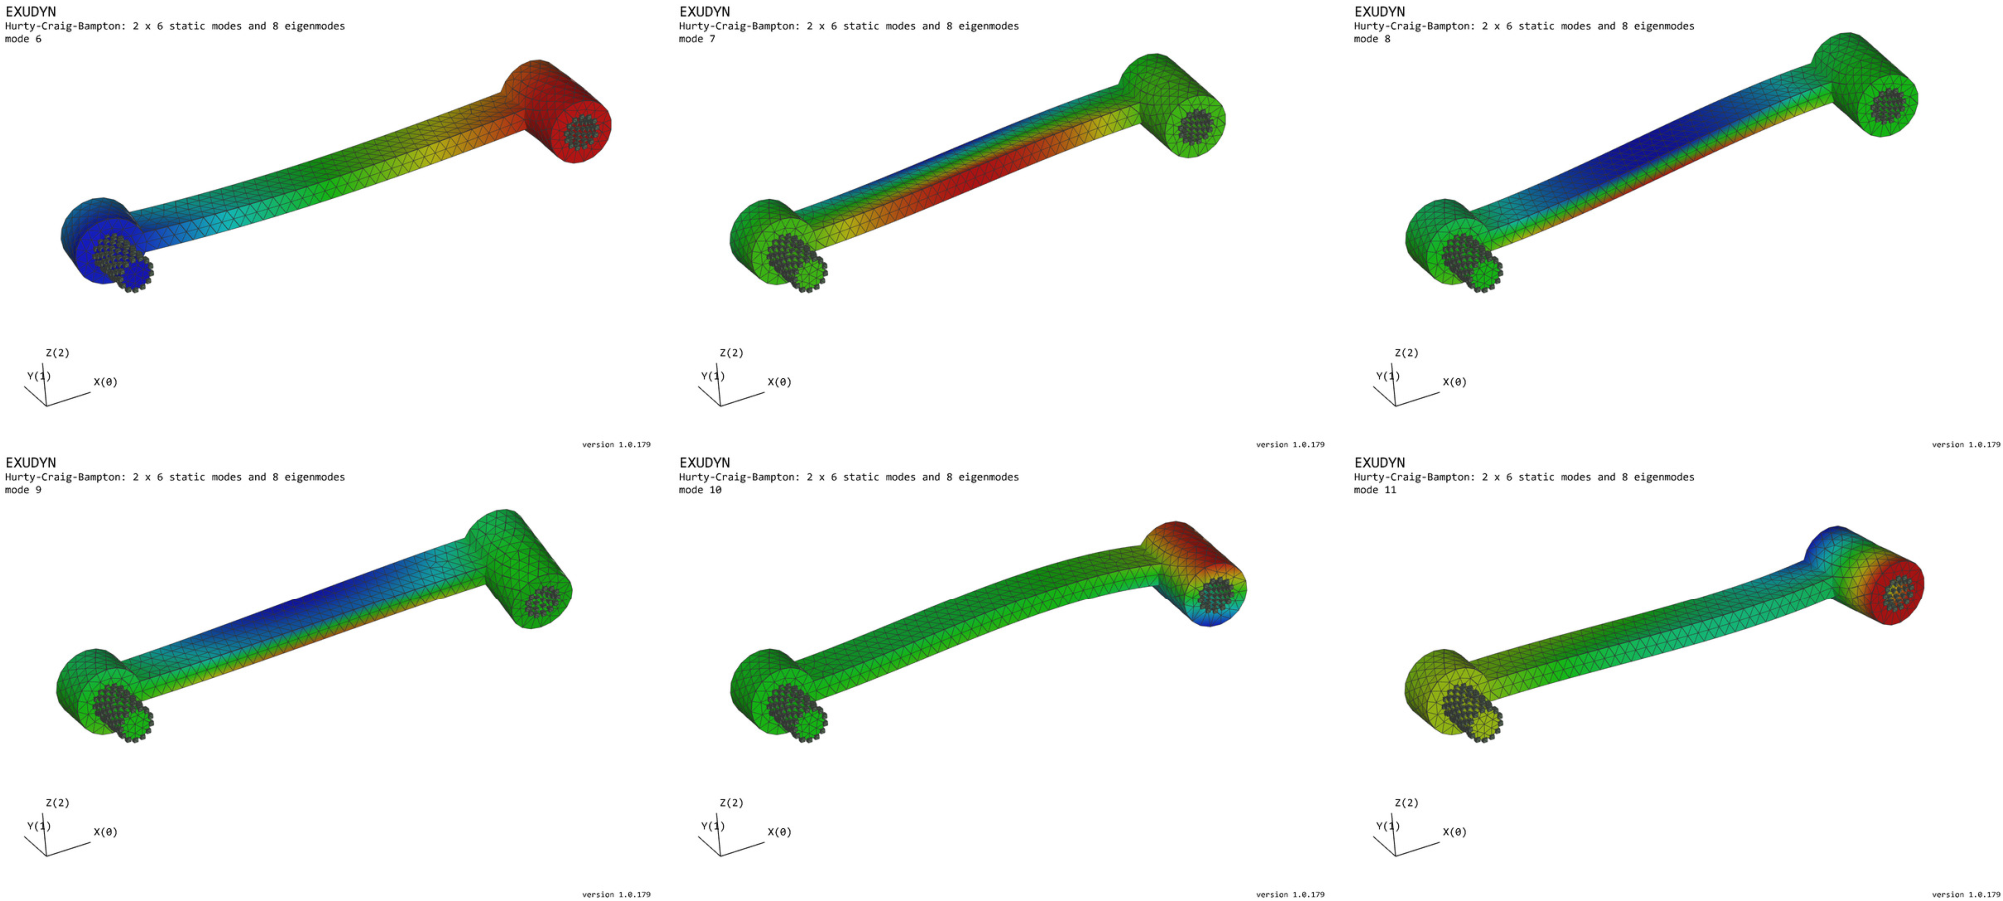 EXUDYN
Hurty-Craig-Bampton: 2 x 6 static modes and 8 eigenmodes
mode 6
Z(2)
Y(1)
X(0)
version 1.0.179
EXUDYN
Hurty-Craig-Bampton: 2 x 6 static modes and 8 eigenmodes
mode 7
Z(2)
Y(1)
X(0)
version 1.0.179
EXUDYN
Hurty-Craig-Bampton: 2 x 6 static modes and 8 eigenmodes
mode 8
Z(2)
Y(1)
X(0)
version 1.0.179
EXUDYN
Hurty-Craig-Bampton: 2 x 6 static modes and 8 eigenmodes
mode 9
Z(2)
Y(1)
X(0)
version 1.0.179
EXUDYN
Hurty-Craig-Bampton: 2 x 6 static modes and 8 eigenmodes
mode 10
Z(2)
Y(1)
X(0)
version 1.0.179
EXUDYN
Hurty-Craig-Bampton: 2 x 6 static modes and 8 eigenmodes
mode 11
Z(2)
Y(1)
X(0)
version 1.0.179